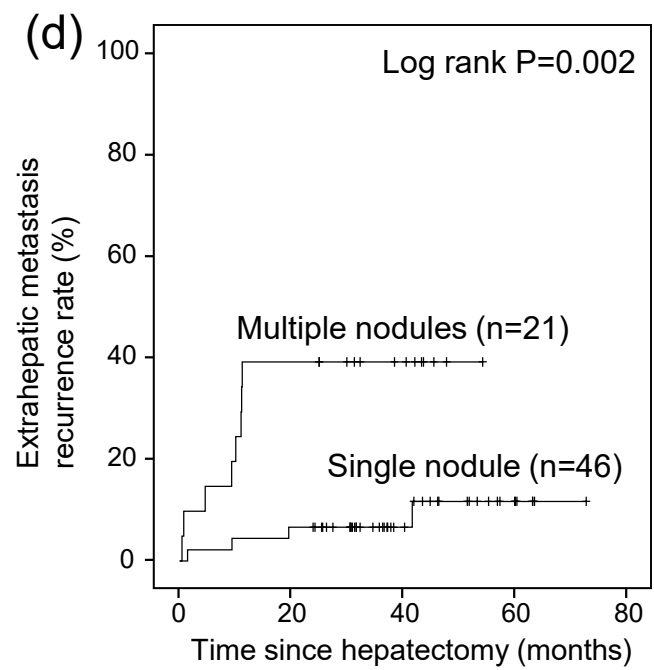 (d)
Log rank P=0.002
Extrahepatic metastasis
recurrence rate (%)
100
80
60
40
20
0
Multiple nodules (n=21)
Single nodule (n=46)
0 20 40 60 80
Time since hepatectomy (months)